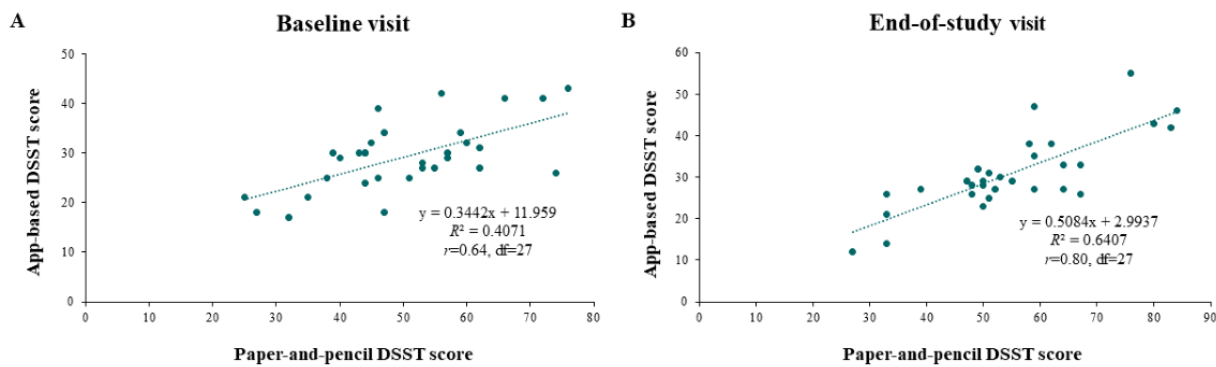 A
Baseline visit
50
40
30
20
10
0
App-based DSST score
y = 0.3442x + 11.959
R² = 0.4071
r=0.64, df=27
0 10 20 30 40 50 60 70 80
Paper-and-pencil DSST score
B
End-of-study visit
60
50
40
30
20
10
0
App-based DSST score
y = 0.5084x + 2.9937
R² = 0.6407
r=0.80, df=27
0 10 20 30 40 50 60 70 80 90
Paper-and-pencil DSST score